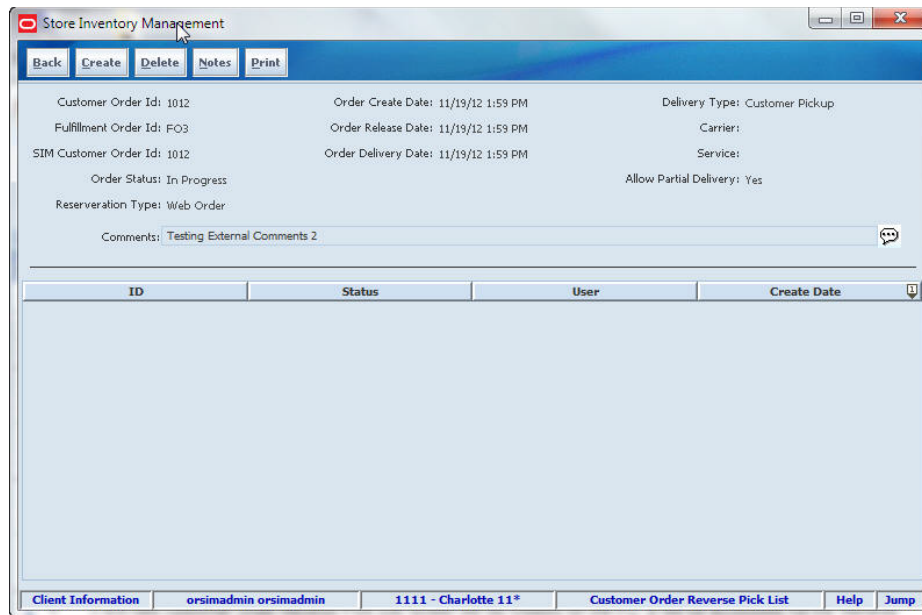 Store Inventory Management
Back Create Delete Notes Print
Customer Order Id: 1012 Order Create Date: 11/19/12 1:59 PM Delivery Type: Customer Pickup
Fulfillment Order Id: FO3 Order Release Date: 11/19/12 1:59 PM Carrier:
SIM Customer Order Id: 1012 Order Delivery Date: 11/19/12 1:59 PM Service:
Order Status: In Progress Allow Partial Delivery: Yes
Reserveration Type: Web Order
Comments: Testing External Comments 2
ID Status User Create Date 1
Client Information orsimadmin orsimadmin 1111 - Charlotte 11* Customer Order Reverse Pick List Help Jump